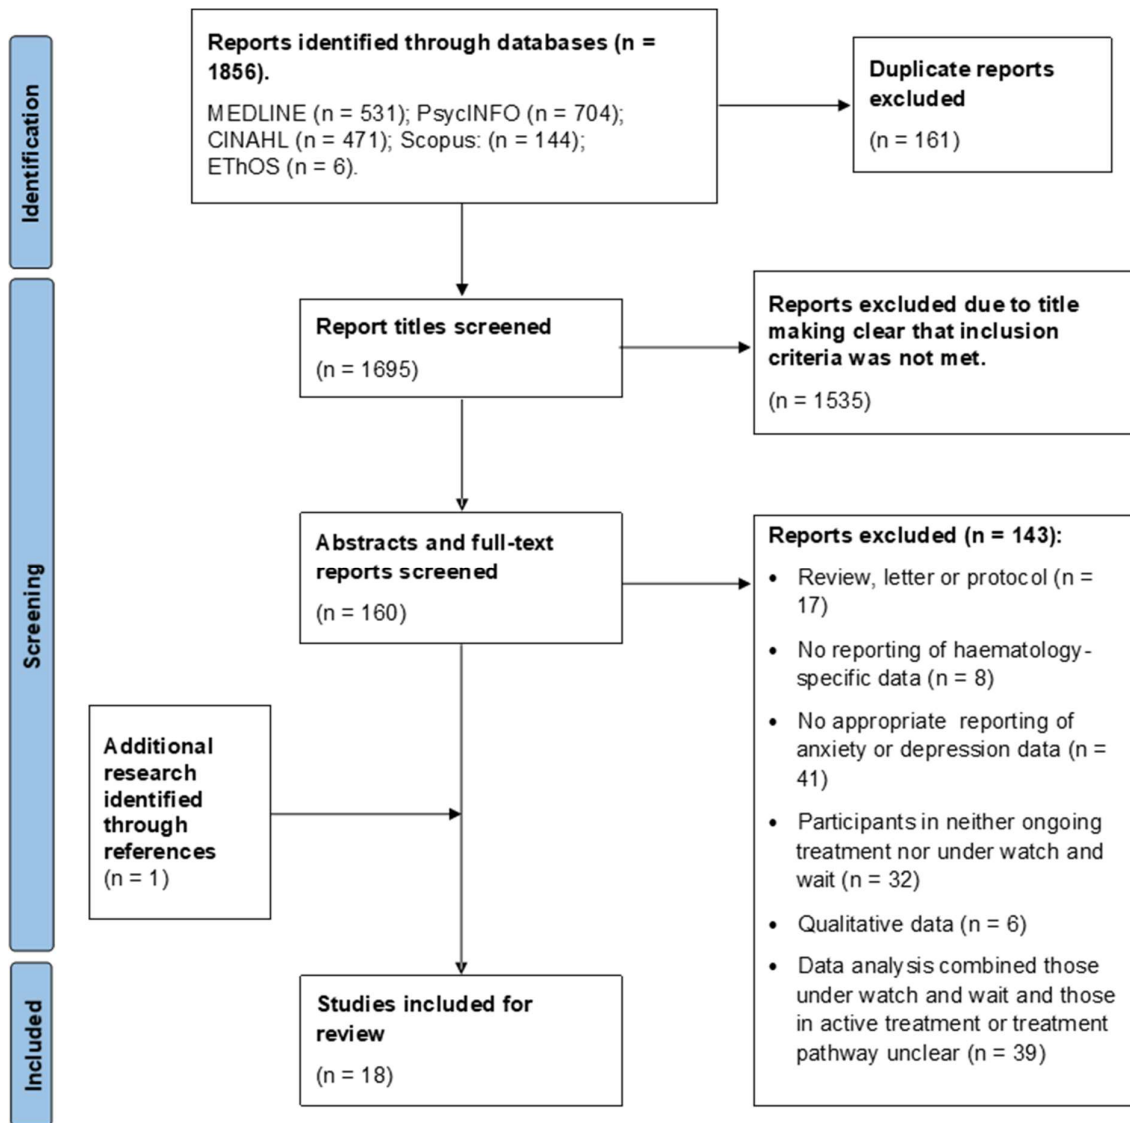 Identification
Reports identified through databases (n =
1856).
MEDLINE (n = 531); PsycINFO (n = 704);
CINAHL (n = 471); Scopus: (n = 144);
EThOS (n = 6).
Duplicate reports
excluded
(n = 161)
Screening
Report titles screened
(n = 1695)
Reports excluded due to title
making clear that inclusion
criteria was not met.
(n = 1535)
Abstracts and full-text
reports screened
(n = 160)
Reports excluded (n = 143):
• Review, letter or protocol (n =
17)
• No reporting of haematology-
specific data (n = 8)
• No appropriate reporting of
anxiety or depression data (n =
41)
• Participants in neither ongoing
treatment nor under watch and
wait (n = 32)
• Qualitative data (n = 6)
• Data analysis combined those
under watch and wait and those
in active treatment or treatment
pathway unclear (n = 39)
Additional
research
identified
through
references
(n = 1)
Included
Studies included for
review
(n = 18)